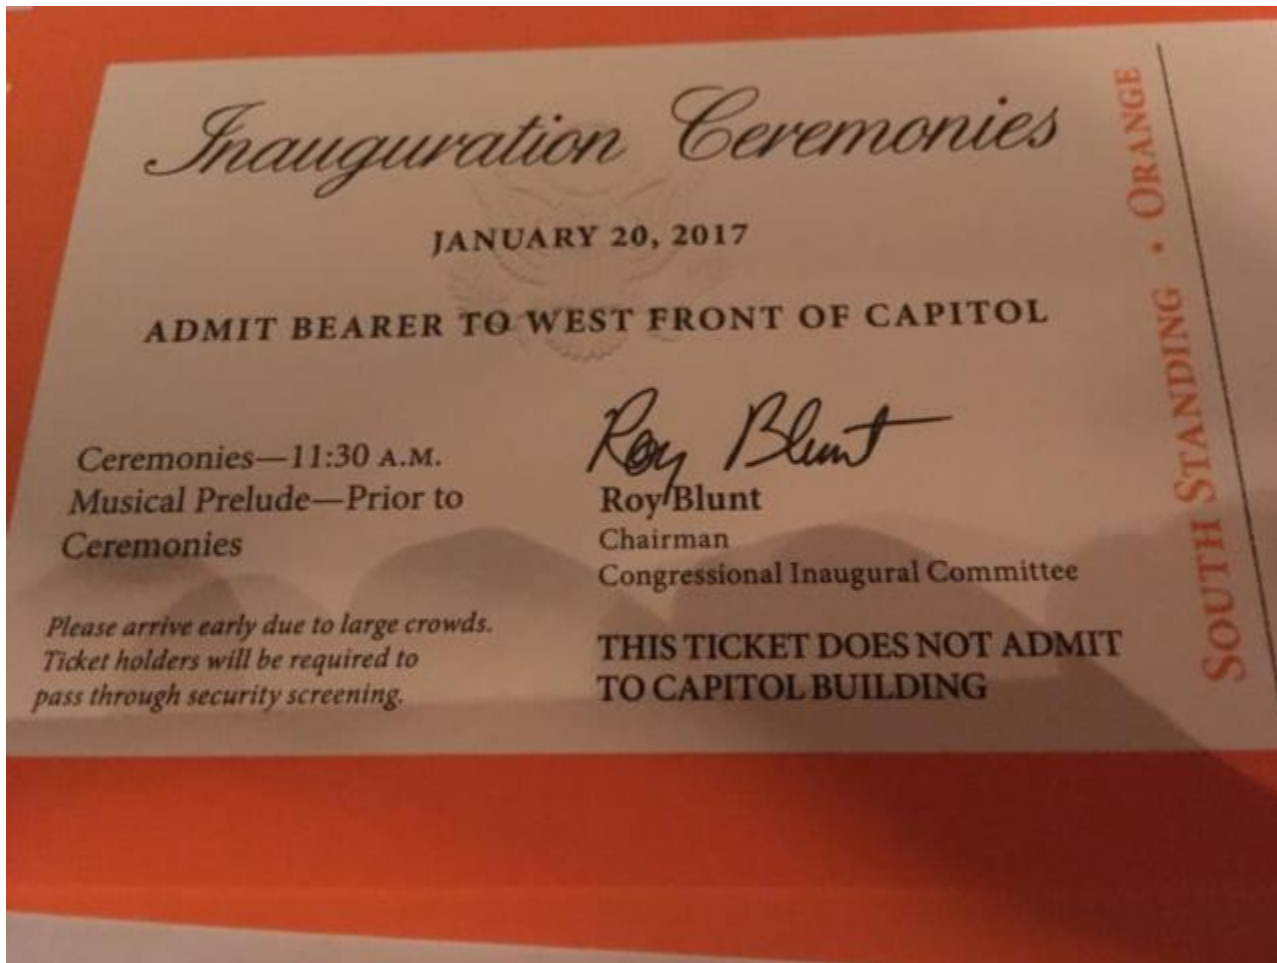 Inauguration Ceremonies
JANUARY 20, 2017
ADMIT BEARER TO WEST FRONT OF CAPITOL
Ceremonies—11:30 A.M.
Musical Prelude—Prior to
Ceremonies
Please arrive early due to large crowds.
Ticket holders will be required to
pass through security screening.
Roy Blunt
Roy Blunt
Chairman
Congressional Inaugural Committee
THIS TICKET DOES NOT ADMIT
TO CAPITOL BUILDING
SOUTH STANDING • ORANGE